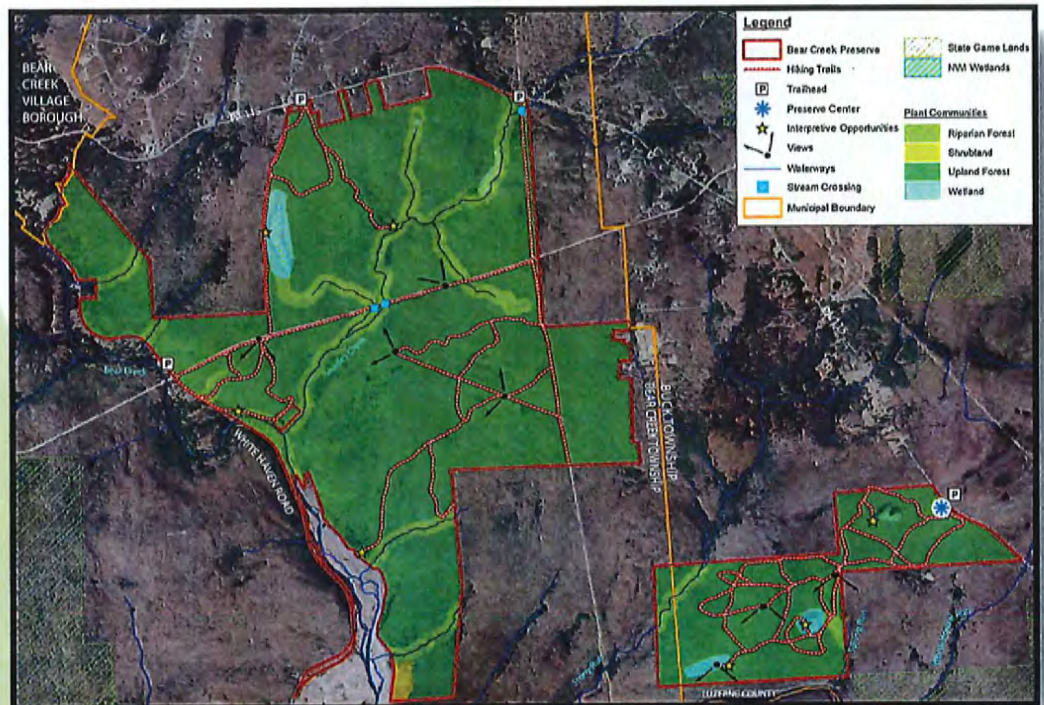 Legend
Bear Creek Preserve
Hiking Trails
P
Trailhead
Preserve Center
Interpretive Opportunities
Views
Waterways
Stream Crossing
Municipal Boundary
State Game Lands
NWI Wetlands
Plant Communities
Riparian Forest
Shrubland
Upland Forest
Wetland
BEAR
CREEK
VILLAGE
BOROUGH
P
P
P
Bear Creek
WHITE HAVEN ROAD
BUCK TOWNSHIP
BEAR CREEK TOWNSHIP
P
LUZERNE COUNTY